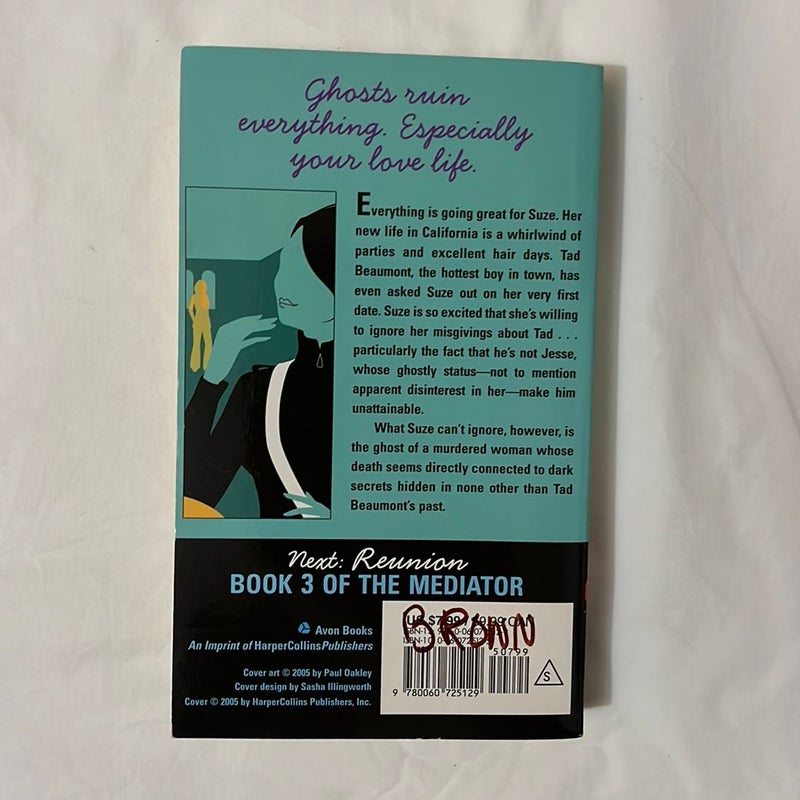 Ghosts ruin
everything. Especially
your love life.
Everything is going great for Suze. Her
new life in California is a whirlwind of
parties and excellent hair days. Tad
Beaumont, the hottest boy in town, has
even asked Suze out on her very first
date. Suze is so excited that she's willing
to ignore her misgivings about Tad . . .
particularly the fact that he's not Jesse,
whose ghostly status—not to mention
apparent disinterest in her—make him
unattainable.
What Suze can't ignore, however, is
the ghost of a murdered woman whose
death seems directly connected to dark
secrets hidden in none other than Tad
Beaumont's past.
Next: Reunion
BOOK 3 OF THE MEDIATOR
Avon Books
An Imprint of HarperCollinsPublishers
Cover art © 2005 by Paul Oakley
Cover design by Sasha Illingworth
Cover © 2005 by HarperCollins Publishers, Inc.
BROWN
50799
S
9 780060 725129